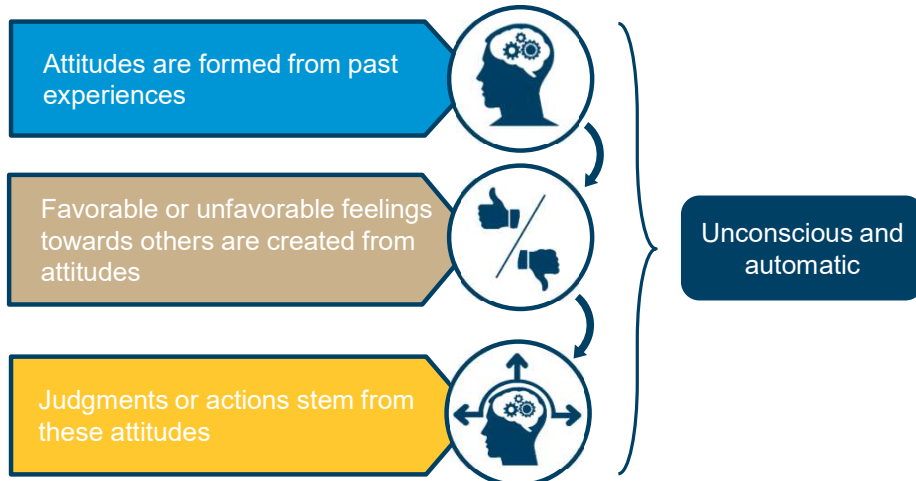 Attitudes are formed from past
experiences
Favorable or unfavorable feelings
towards others are created from
attitudes
Unconscious and
automatic
Judgments or actions stem from
these attitudes